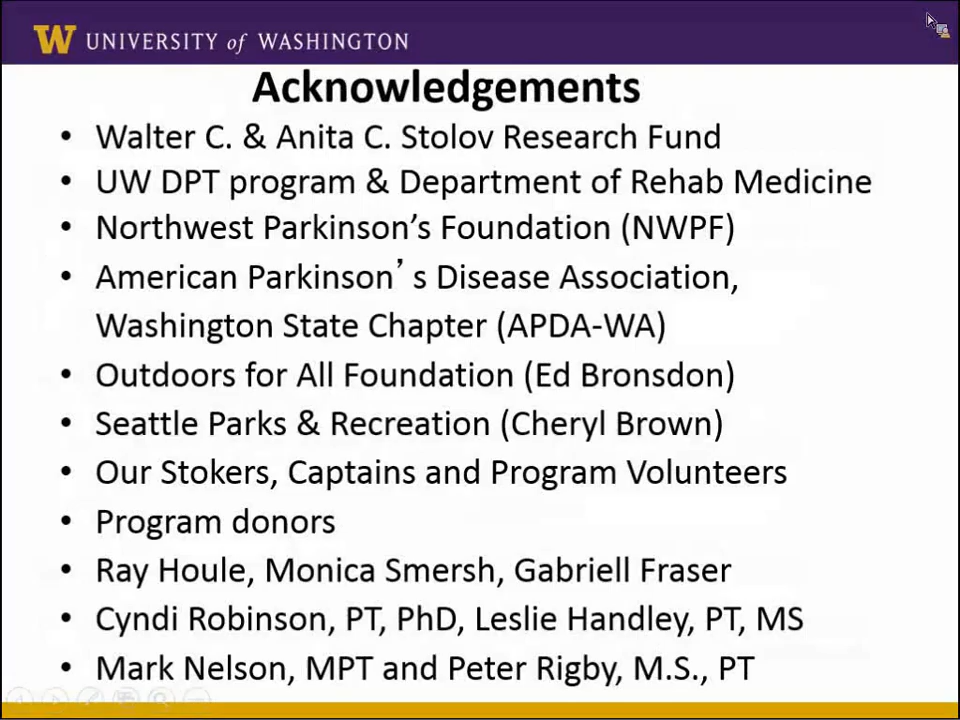 W UNIVERSITY of WASHINGTON
Acknowledgements
• Walter C. & Anita C. Stolov Research Fund
• UW DPT program & Department of Rehab Medicine
• Northwest Parkinson’s Foundation (NWPF)
• American Parkinson’ s Disease Association,
Washington State Chapter (APDA-WA)
• Outdoors for All Foundation (Ed Bronsdon)
• Seattle Parks & Recreation (Cheryl Brown)
• Our Stokers, Captains and Program Volunteers
• Program donors
• Ray Houle, Monica Smersh, Gabriell Fraser
• Cyndi Robinson, PT, PhD, Leslie Handley, PT, MS
• Mark Nelson, MPT and Peter Rigby, M.S., PT